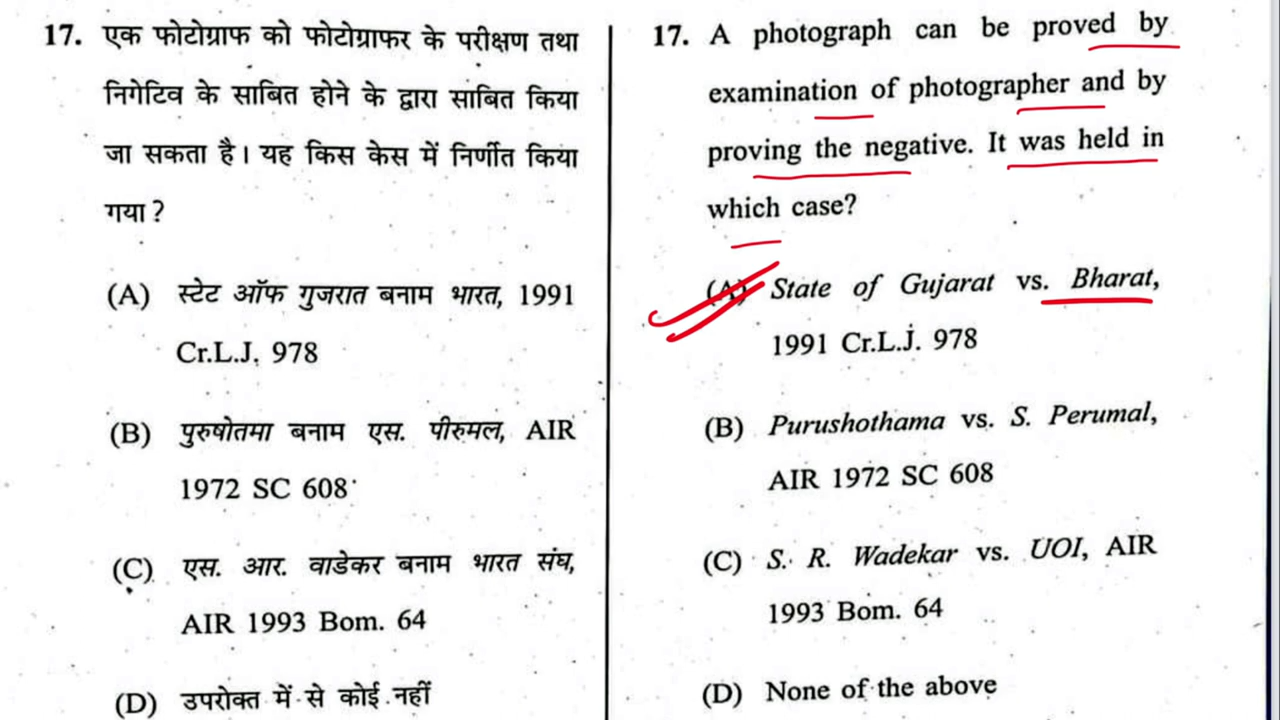 17. एक फोटोग्राफ को फोटोग्राफर के परीक्षण तथा
निगेटिव के साबित होने के द्वारा साबित किया
जा सकता है। यह किस केस में निर्णीत किया
गया ?
(A) स्टेट ऑफ गुजरात बनाम भारत, 1991
Cr.L.J. 978
(B) पुरुषोतमा बनाम एस. पीरुमल, AIR
1972 SC 608
(C) एस. आर. वाडेकर बनाम भारत संघ,
AIR 1993 Bom. 64
(D) उपरोक्त में से कोई नहीं
17. A photograph can be proved by
examination of photographer and by
proving the negative. It was held in
which case?
(A) State of Gujarat vs. Bharat,
1991 Cr.L.J. 978
(B) Purushothama vs. S. Perumal,
AIR 1972 SC 608
(C) S. R. Wadekar vs. UOI, AIR
1993 Bom. 64
(D) None of the above